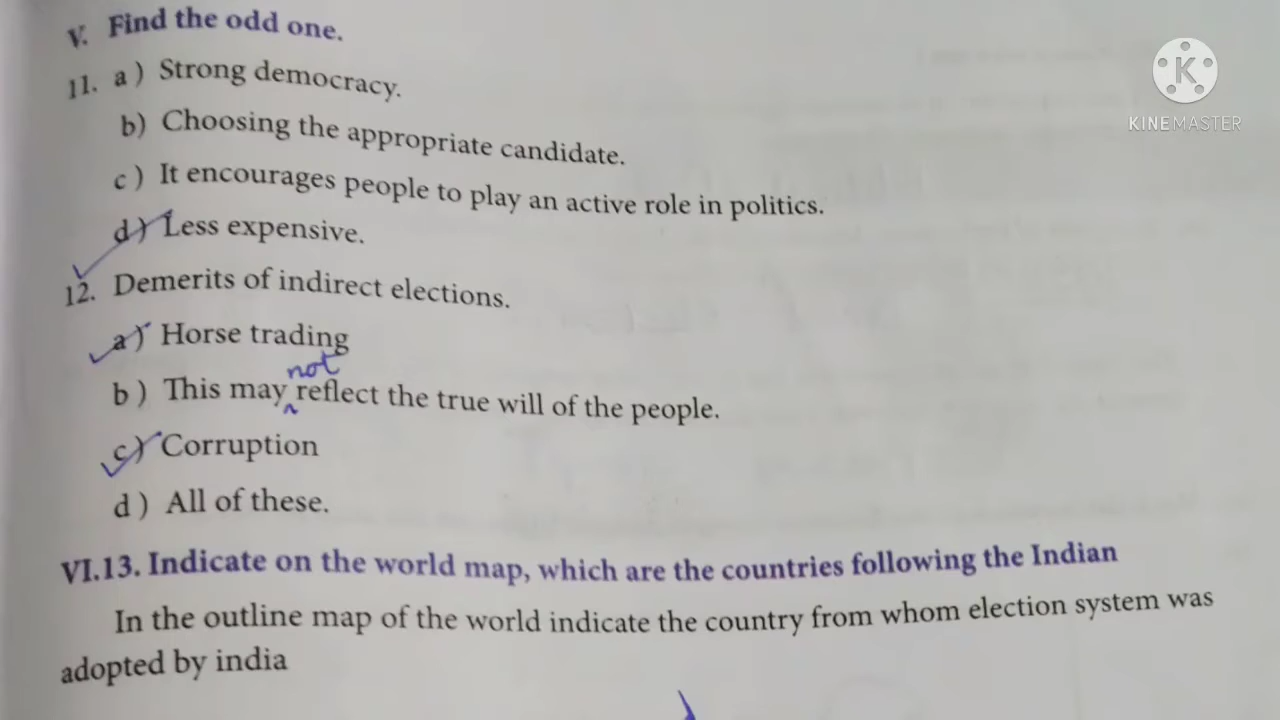 V. Find the odd one.
11. a ) Strong democracy.
b) Choosing the appropriate candidate.
c ) It encourages people to play an active role in politics.
d ) Less expensive.
12. Demerits of indirect elections.
a ) Horse trading
not
b ) This may ^ reflect the true will of the people.
c ) Corruption
d ) All of these.
VI.13. Indicate on the world map, which are the countries following the Indian
In the outline map of the world indicate the country from whom election system was
adopted by india
K
KINEMASTER